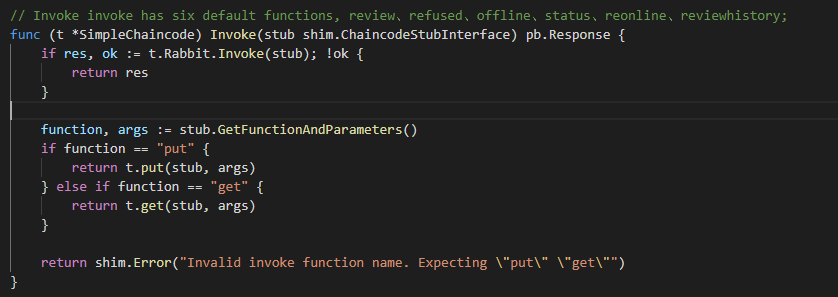 // Invoke invoke has six default functions, review、refused、offline、status、reonline、reviewhistory;
func (t *SimpleChaincode) Invoke(stub shim.ChaincodeStubInterface) pb.Response {
    if res, ok := t.Rabbit.Invoke(stub); !ok {
        return res
    }
    function, args := stub.GetFunctionAndParameters()
    if function == "put" {
        return t.put(stub, args)
    } else if function == "get" {
        return t.get(stub, args)
    }
    return shim.Error("Invalid invoke function name. Expecting \"put\" \"get\"")
}